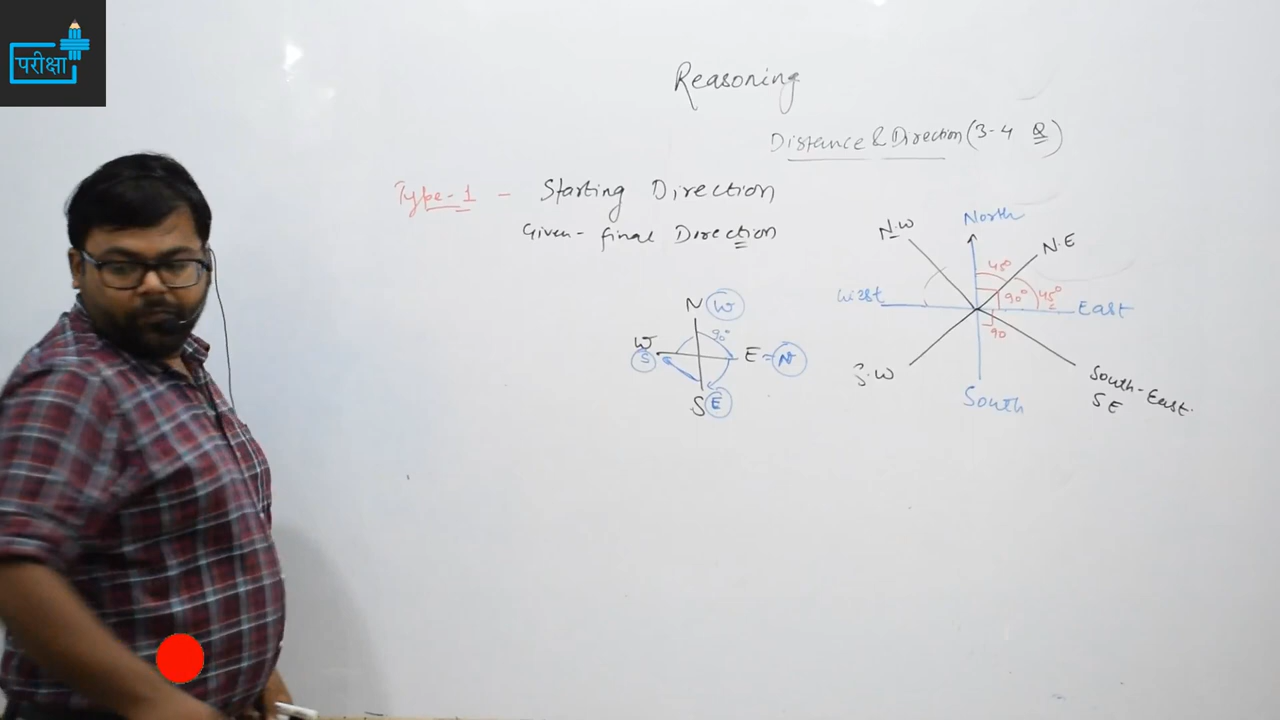 परीक्षा
Reasoning
Distance & Direction (3-4 Q)
Type-1 - Starting Direction
Given - final Direction
N W
90°
W S
E = N
S E
North
N.W
N.E
45°
90°
45°
West
East
90
S.W
South-East
SE
South